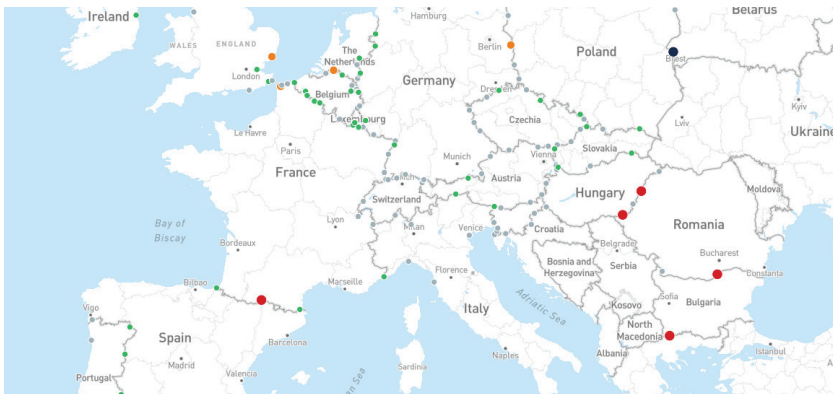 Ireland
Hamburg
Belarus
WALES
ENGLAND
The
Netherlands
Berlin
Poland
Brest
London
Germany
Kyiv
Belgium
Dresden
Ukraine
Luxembourg
Czechia
Lviv
Le Havre
Paris
Slovakia
Munich
Vienna
France
Zurich
Austria
Moldova
Switzerland
Hungary
Romania
Lyon
Croatia
Bay of
Biscay
Milan
Venice
Bordeaux
Belgrade
Bucharest
Bosnia and
Herzegovina
Serbia
Constanta
Bilbao
Marseille
Florence
Adriatic Sea
Sofia
Bulgaria
Vigo
Italy
Kosovo
Spain
North
Macedonia
Barcelona
Istanbul
Albania
Naples
Madrid
Sardinia
Valencia
Portugal
an Sea